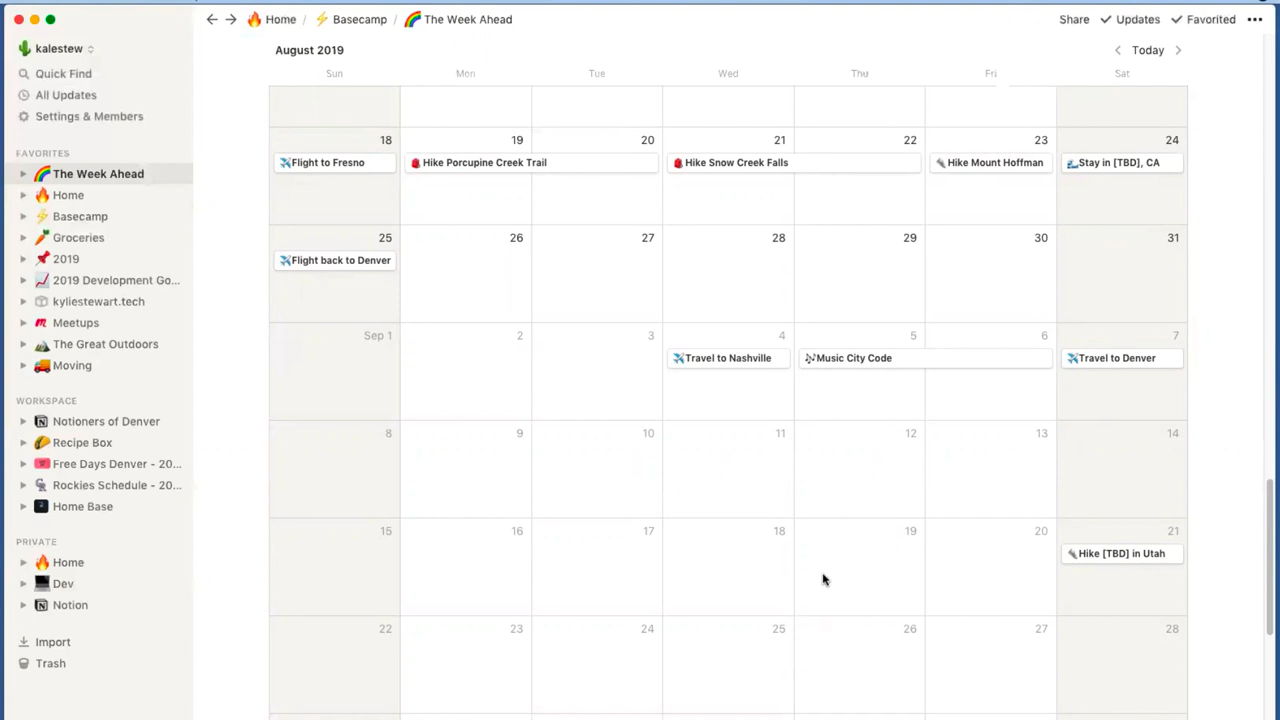 Home / Basecamp / The Week Ahead
Share Updates Favorited •••
kalestew
Quick Find
All Updates
Settings & Members
FAVORITES
The Week Ahead
Home
Basecamp
Groceries
2019
2019 Development Go...
kyliestewart.tech
Meetups
The Great Outdoors
Moving
WORKSPACE
Notioners of Denver
Recipe Box
Free Days Denver - 20...
Rockies Schedule - 20...
Home Base
PRIVATE
Home
Dev
Notion
Import
Trash
August 2019
Today
Sun Mon Tue Wed Thu Fri Sat
18 19 20 21 22 23 24
Flight to Fresno Hike Porcupine Creek Trail Hike Snow Creek Falls Hike Mount Hoffman Stay in [TBD], CA
25 26 27 28 29 30 31
Flight back to Denver
Sep 1 2 3 4 5 6 7
Travel to Nashville Music City Code Travel to Denver
8 9 10 11 12 13 14
15 16 17 18 19 20 21
Hike [TBD] in Utah
22 23 24 25 26 27 28